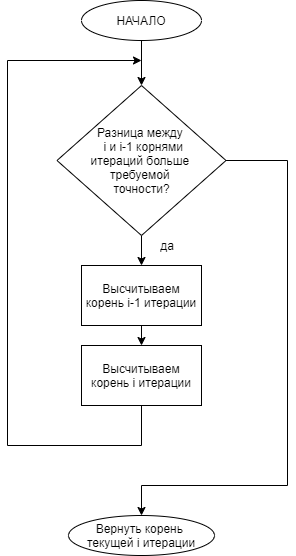 НАЧАЛО
Разница между
i и i-1 корнями
итераций больше
требуемой
точности?
да
Высчитываем
корень i-1 итерации
Высчитываем
корень i итерации
Вернуть корень
текущей i итерации